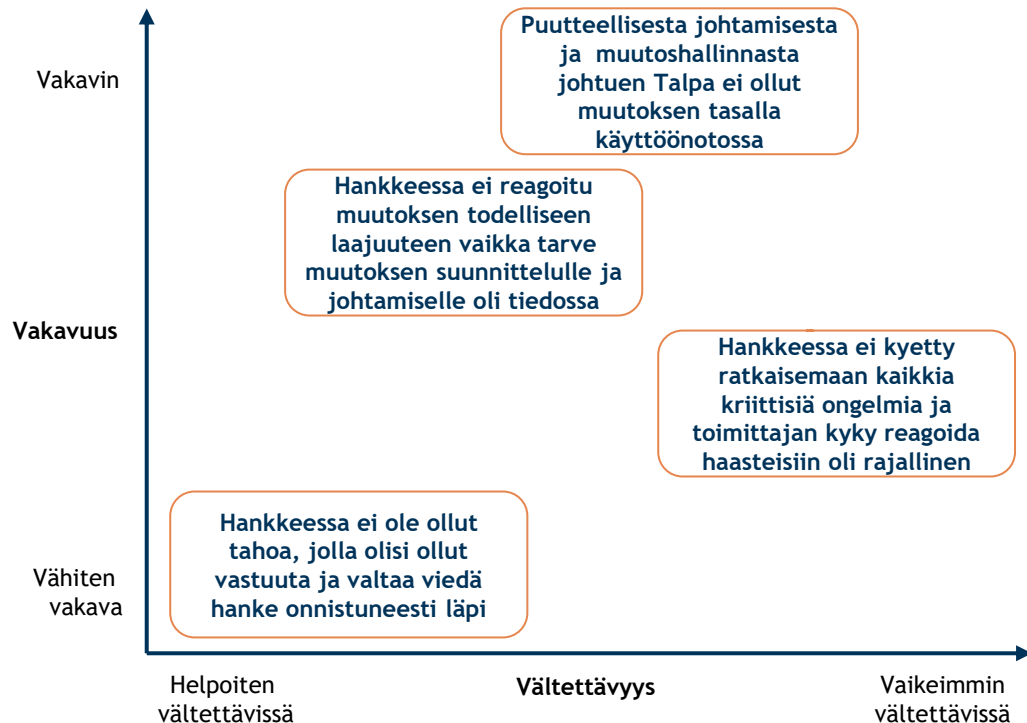 Vakavin
Puutteellisesta johtamisesta
ja muutoshallinnasta
johtuen Talpa ei ollut
muutoksen tasalla
käyttöönotossa
Hankkeessa ei reagoitu
muutoksen todelliseen
laajuuteen vaikka tarve
muutoksen suunnittelulle ja
johtamiselle oli tiedossa
Vakavuus
Hankkeessa ei kyetty
ratkaisemaan kaikkia
kriittisiä ongelmia ja
toimittajan kyky reagoida
haasteisiin oli rajallinen
Hankkeessa ei ole ollut
tahoa, jolla olisi ollut
vastuuta ja valtaa viedä
hanke onnistuneesti läpi
Vähiten
vakava
Helpoiten
vältettävissä
Vältettävyys
Vaikeimmin
vältettävissä